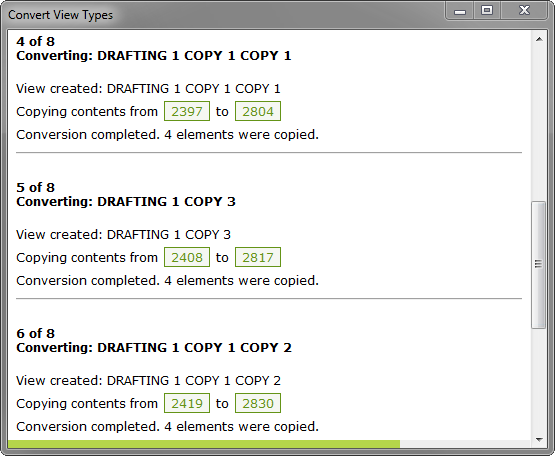 Convert View Types
4 of 8
Converting: DRAFTING 1 COPY 1 COPY 1
View created: DRAFTING 1 COPY 1 COPY 1
Copying contents from 2397 to 2804
Conversion completed. 4 elements were copied.
5 of 8
Converting: DRAFTING 1 COPY 3
View created: DRAFTING 1 COPY 3
Copying contents from 2408 to 2817
Conversion completed. 4 elements were copied.
6 of 8
Converting: DRAFTING 1 COPY 1 COPY 2
View created: DRAFTING 1 COPY 1 COPY 2
Copying contents from 2419 to 2830
Conversion completed. 4 elements were copied.